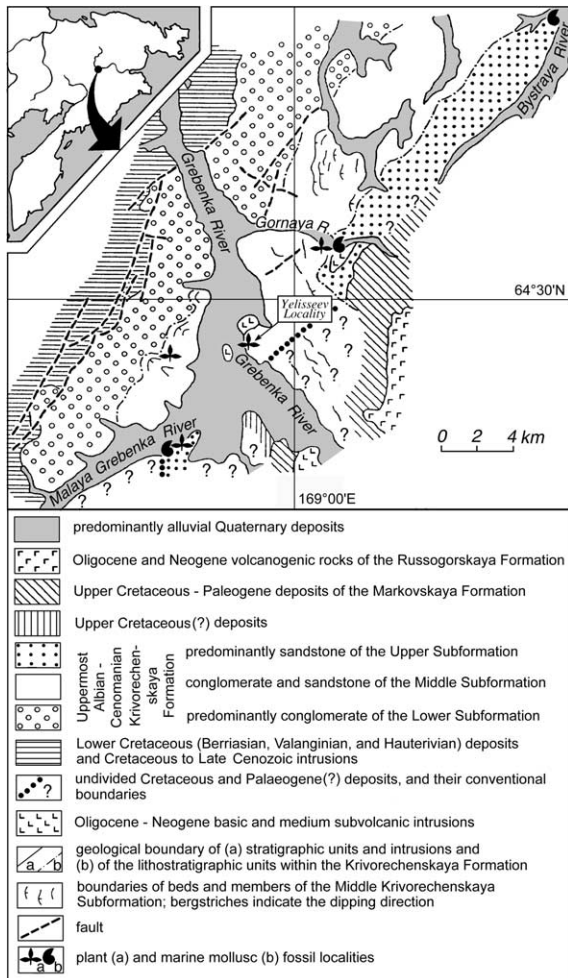 Bystraya River
Grebenka River
Gornaya R.
64°30'N
Yelisseev
Locality
?
?
?
?
?
?
?
?
?
?
?
?
Grebenka River
Malaya Grebenka River
0 2 4 km
? ? ? ? ? ? ?
169°00'E
predominantly alluvial Quaternary deposits
Oligocene and Neogene volcanogenic rocks of the Russogorskaya Formation
Upper Cretaceous - Paleogene deposits of the Markovskaya Formation
Upper Cretaceous(?) deposits
Uppermost
Albian -
Cenomanian
Krivorechen-
skaya
Formation
predominantly sandstone of the Upper Subformation
conglomerate and sandstone of the Middle Subformation
predominantly conglomerate of the Lower Subformation
Lower Cretaceous (Berriasian, Valanginian, and Hauterivian) deposits
and Cretaceous to Late Cenozoic intrusions
?
undivided Cretaceous and Palaeogene(?) deposits, and their conventional
boundaries
Oligocene - Neogene basic and medium subvolcanic intrusions
a b
geological boundary of (a) stratigraphic units and intrusions and
(b) of the lithostratigraphic units within the Krivorechenskaya Formation
boundaries of beds and members of the Middle Krivorechenskaya
Subformation; bergstriches indicate the dipping direction
fault
a b
plant (a) and marine mollusc (b) fossil localities